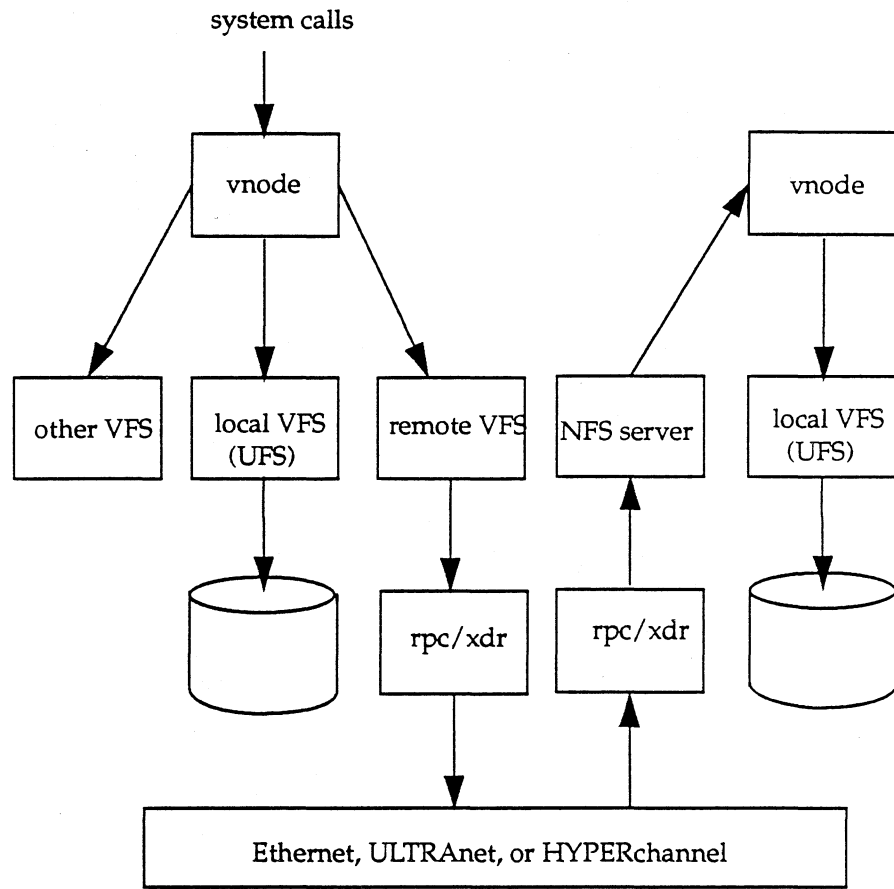 system calls
vnode
vnode
other VFS
local VFS
(UFS)
remote VFS
NFS server
local VFS
(UFS)
rpc/xdr
rpc/xdr
Ethernet, ULTRAnet, or HYPERchannel